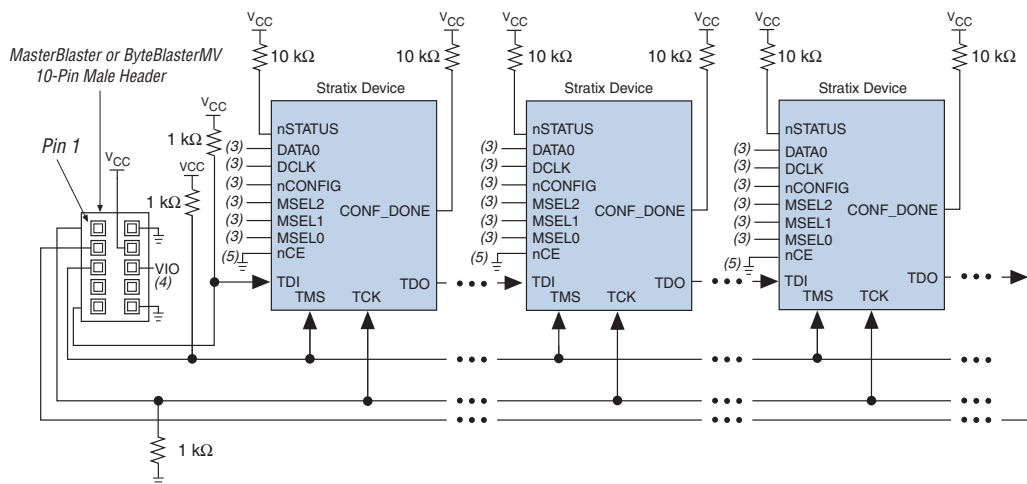 MasterBlaster or ByteBlasterMV
10-Pin Male Header
Pin 1
VCC
VCC
1 kΩ
VCC
1 kΩ
VIO
(4)
1 kΩ
VCC
10 kΩ
VCC
10 kΩ
Stratix Device
nSTATUS
(3) DATA0
(3) DCLK
(3) nCONFIG
(3) MSEL2
(3) MSEL1
(3) MSEL0
(5) nCE
CONF_DONE
TDI
TDO
TMS
TCK
VCC
10 kΩ
VCC
10 kΩ
Stratix Device
nSTATUS
(3) DATA0
(3) DCLK
(3) nCONFIG
(3) MSEL2
(3) MSEL1
(3) MSEL0
(5) nCE
CONF_DONE
TDI
TDO
TMS
TCK
VCC
10 kΩ
VCC
10 kΩ
Stratix Device
nSTATUS
(3) DATA0
(3) DCLK
(3) nCONFIG
(3) MSEL2
(3) MSEL1
(3) MSEL0
(5) nCE
CONF_DONE
TDI
TDO
TMS
TCK